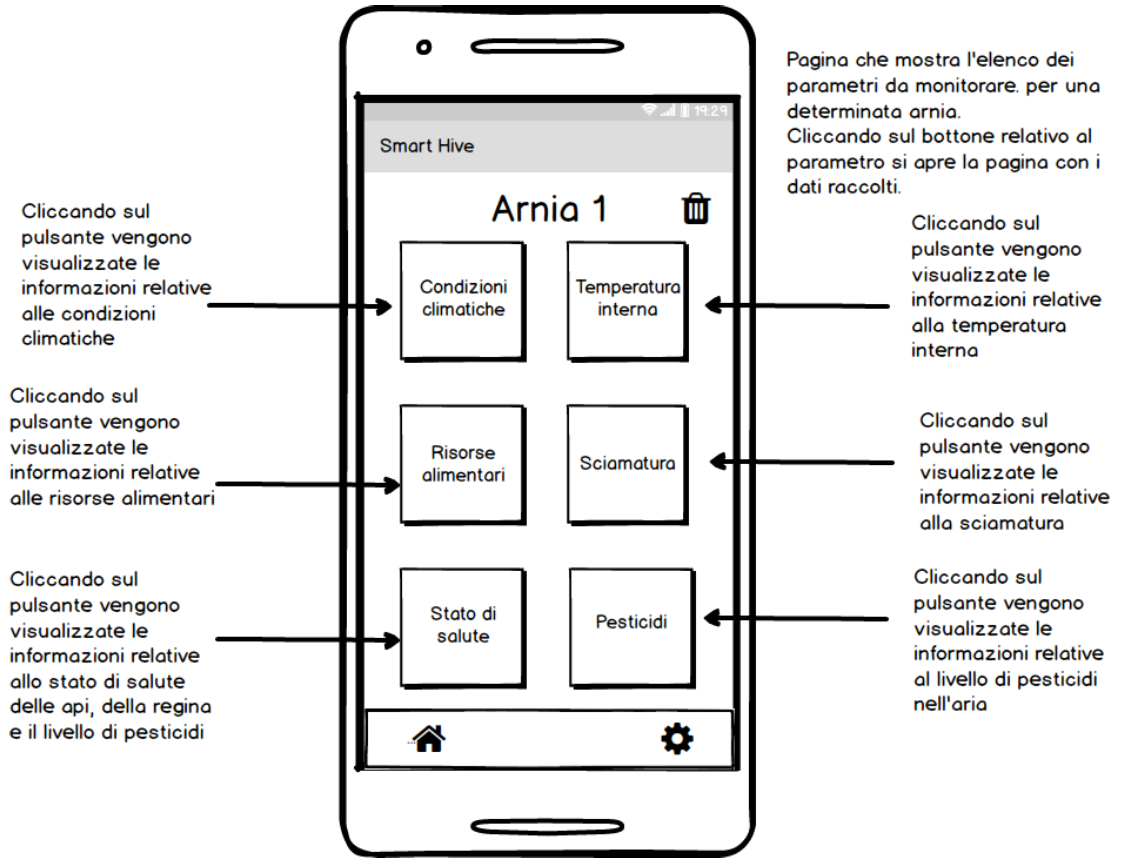 Pagina che mostra l'elenco dei
parametri da monitorare. per una
determinata arnia.
Cliccando sul bottone relativo al
parametro si apre la pagina con i
dati raccolti.
19:29
Smart Hive
Arnia 1
Cliccando sul
pulsante vengono
visualizzate le
informazioni relative
alle condizioni
climatiche
Condizioni
climatiche
Temperatura
interna
Cliccando sul
pulsante vengono
visualizzate le
informazioni relative
alla temperatura
interna
Cliccando sul
pulsante vengono
visualizzate le
informazioni relative
alle risorse alimentari
Risorse
alimentari
Sciamatura
Cliccando sul
pulsante vengono
visualizzate le
informazioni relative
alla sciamatura
Cliccando sul
pulsante vengono
visualizzate le
informazioni relative
allo stato di salute
delle api, della regina
e il livello di pesticidi
Stato di
salute
Pesticidi
Cliccando sul
pulsante vengono
visualizzate le
informazioni relative
al livello di pesticidi
nell'aria